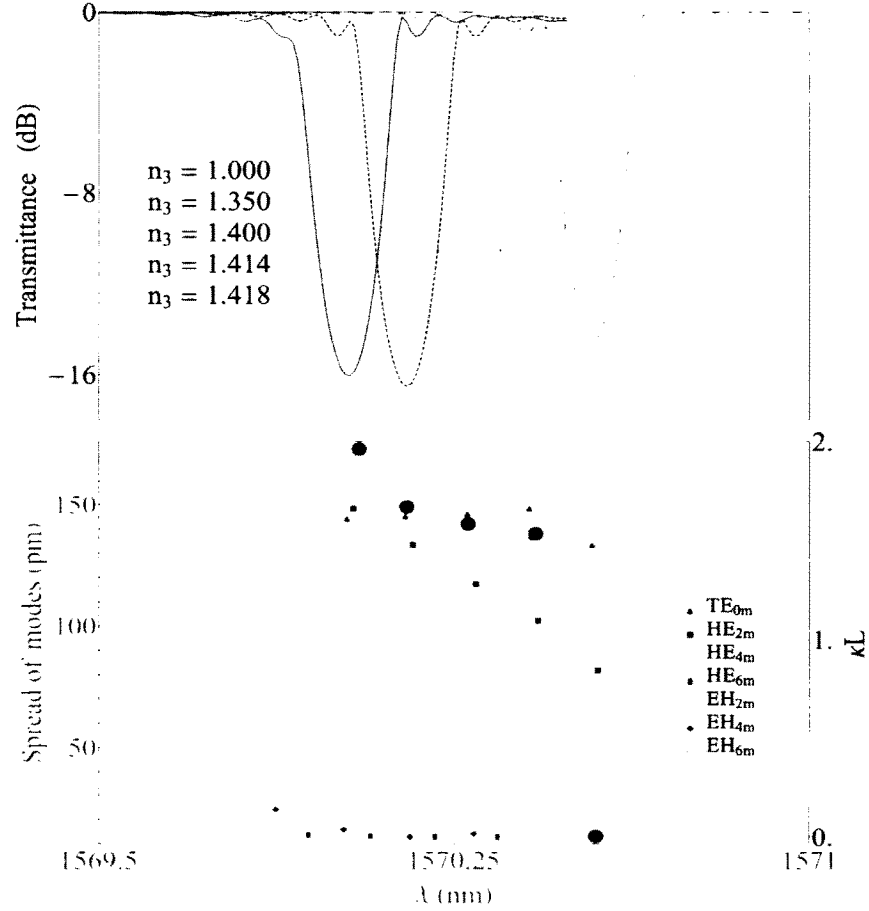 0
−8
−16
Transmittance (dB)
n₃ = 1.000
n₃ = 1.350
n₃ = 1.400
n₃ = 1.414
n₃ = 1.418
150
100
50
Spread of modes (pm)
2.
1.
0.
κL
TE₀ₘ
HE₂ₘ
HE₄ₘ
HE₆ₘ
EH₂ₘ
EH₄ₘ
EH₆ₘ
1569.5
1570.25
1571
λ (nm)